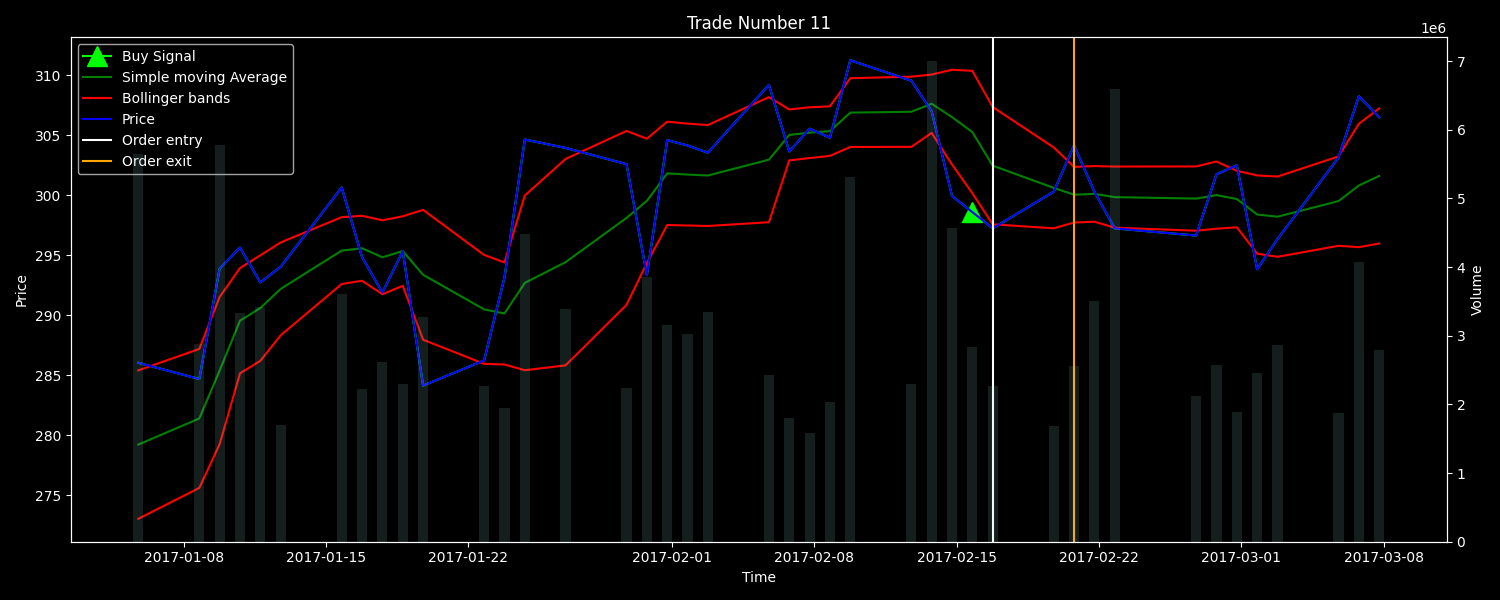 Trade Number 11
1e6
Buy Signal
Simple moving Average
Bollinger bands
Price
Order entry
Order exit
310
305
300
295
290
285
280
275
Price
7
6
5
4
3
2
1
0
Volume
2017-01-08
2017-01-15
2017-01-22
2017-02-01
2017-02-08
2017-02-15
2017-02-22
2017-03-01
2017-03-08
Time